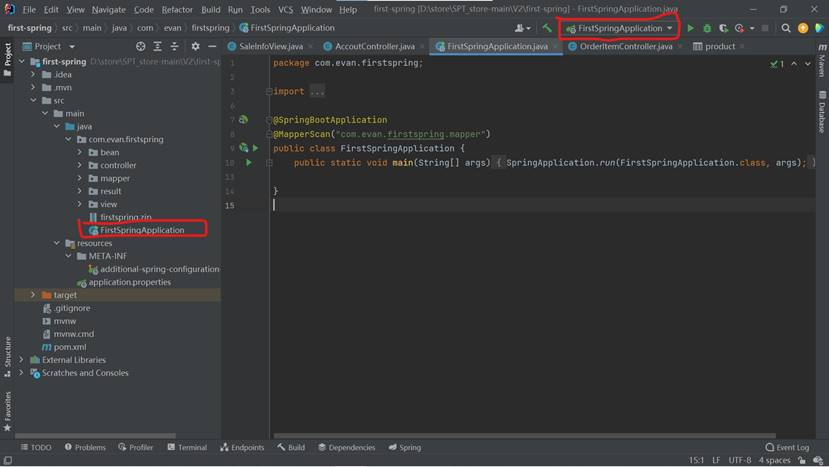 File Edit View Navigate Code Analyze Refactor Build Run Tools VCS Window Help first-spring [D:\store\SPT_store-main\V2\first-spring] - FirstSpringApplication.java
first-spring src main java com evan firstspring FirstSpringApplication FirstSpringApplication
Project
SaleInfoView.java AccoutController.java FirstSpringApplication.java OrderItemController.java product
first-spring D:\store\SPT_store-main\V2\first-sp
.idea
.mvn
src
main
java
com.evan.firstspring
bean
controller
mapper
result
view
firstspring.zip
FirstSpringApplication
resources
META-INF
additional-spring-configuration
application.properties
target
.gitignore
mvnw
mvnw.cmd
pom.xml
External Libraries
Scratches and Consoles
1 package com.evan.firstspring;
2
3 import ...
6
7 @SpringBootApplication
8 @MapperScan("com.evan.firstspring.mapper")
9 public class FirstSpringApplication {
10 public static void main(String[] args) { SpringApplication.run(FirstSpringApplication.class, args); }
13
14 }
15
1
Project
Structure
Favorites
Maven
Database
TODO Problems Profiler Terminal Endpoints Build Dependencies Spring Event Log
15:1 LF UTF-8 4 spaces